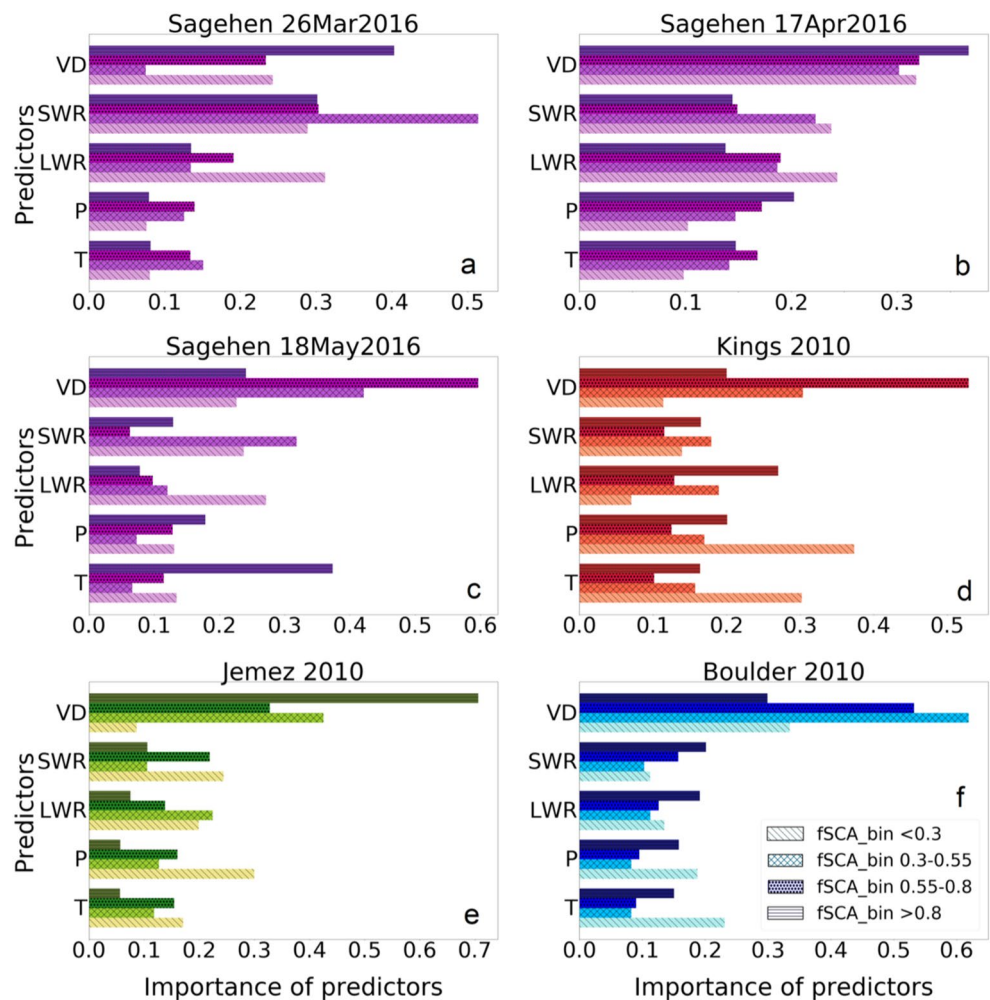 Sagehen 26Mar2016
Predictors
VD
SWR
LWR
P
T
a
0.0 0.1 0.2 0.3 0.4 0.5
Sagehen 17Apr2016
VD
SWR
LWR
P
T
b
0.0 0.1 0.2 0.3
Sagehen 18May2016
Predictors
VD
SWR
LWR
P
T
c
0.0 0.1 0.2 0.3 0.4 0.5 0.6
Kings 2010
VD
SWR
LWR
P
T
d
0.0 0.1 0.2 0.3 0.4 0.5
Jemez 2010
Predictors
VD
SWR
LWR
P
T
e
0.0 0.1 0.2 0.3 0.4 0.5 0.6 0.7
Importance of predictors
Boulder 2010
VD
SWR
LWR
P
T
f
fSCA_bin <0.3
fSCA_bin 0.3-0.55
fSCA_bin 0.55-0.8
fSCA_bin >0.8
0.0 0.1 0.2 0.3 0.4 0.5 0.6
Importance of predictors